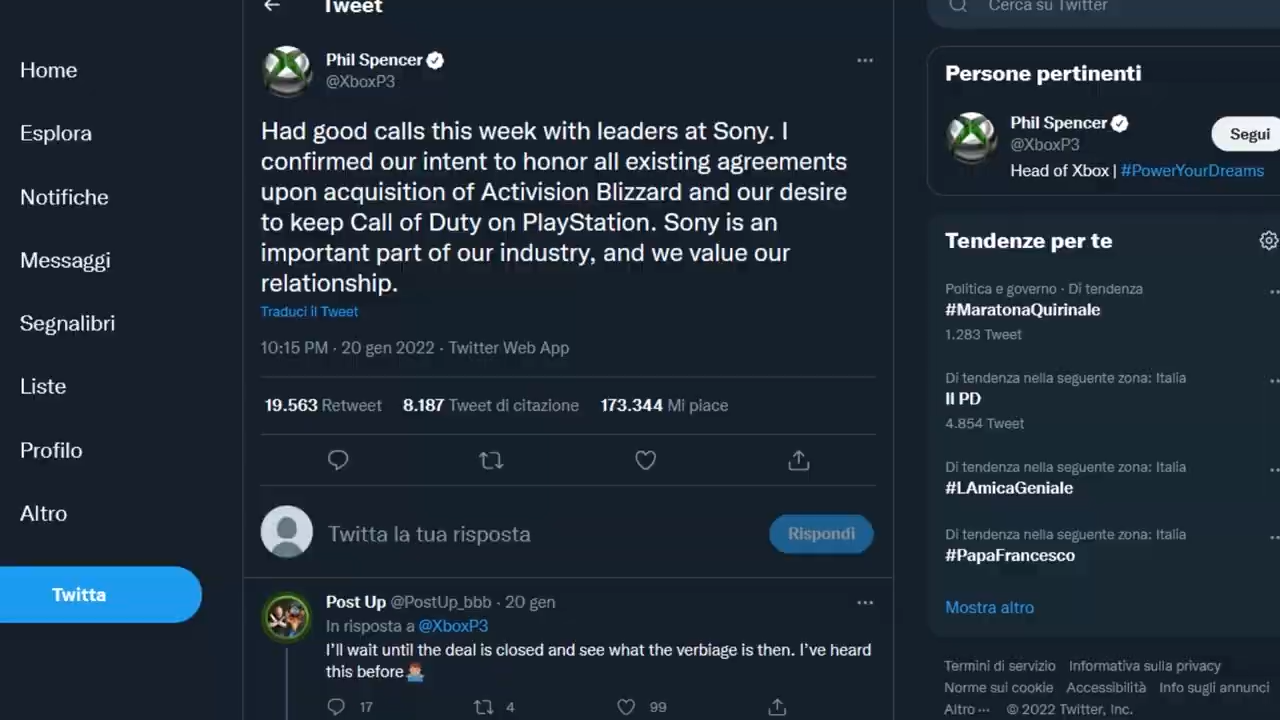 Home
Esplora
Notifiche
Messaggi
Segnalibri
Liste
Profilo
Altro
Twitta
Tweet
Phil Spencer
@XboxP3
Had good calls this week with leaders at Sony. I
confirmed our intent to honor all existing agreements
upon acquisition of Activision Blizzard and our desire
to keep Call of Duty on PlayStation. Sony is an
important part of our industry, and we value our
relationship.
Traduci il Tweet
10:15 PM · 20 gen 2022 · Twitter Web App
19.563 Retweet 8.187 Tweet di citazione 173.344 Mi piace
Twitta la tua risposta
Rispondi
Post Up @PostUp_bbb · 20 gen
In risposta a @XboxP3
I'll wait until the deal is closed and see what the verbiage is then. I've heard
this before
17 4 99
Cerca su Twitter
Persone pertinenti
Phil Spencer
@XboxP3
Segui
Head of Xbox | #PowerYourDreams
Tendenze per te
Politica e governo · Di tendenza
#MaratonaQuirinale
1.283 Tweet
Di tendenza nella seguente zona: Italia
Il PD
4.854 Tweet
Di tendenza nella seguente zona: Italia
#LAmicaGeniale
Di tendenza nella seguente zona: Italia
#PapaFrancesco
Mostra altro
Termini di servizio Informativa sulla privacy
Norme sui cookie Accessibilità Info sugli annunci
Altro ··· © 2022 Twitter, Inc.